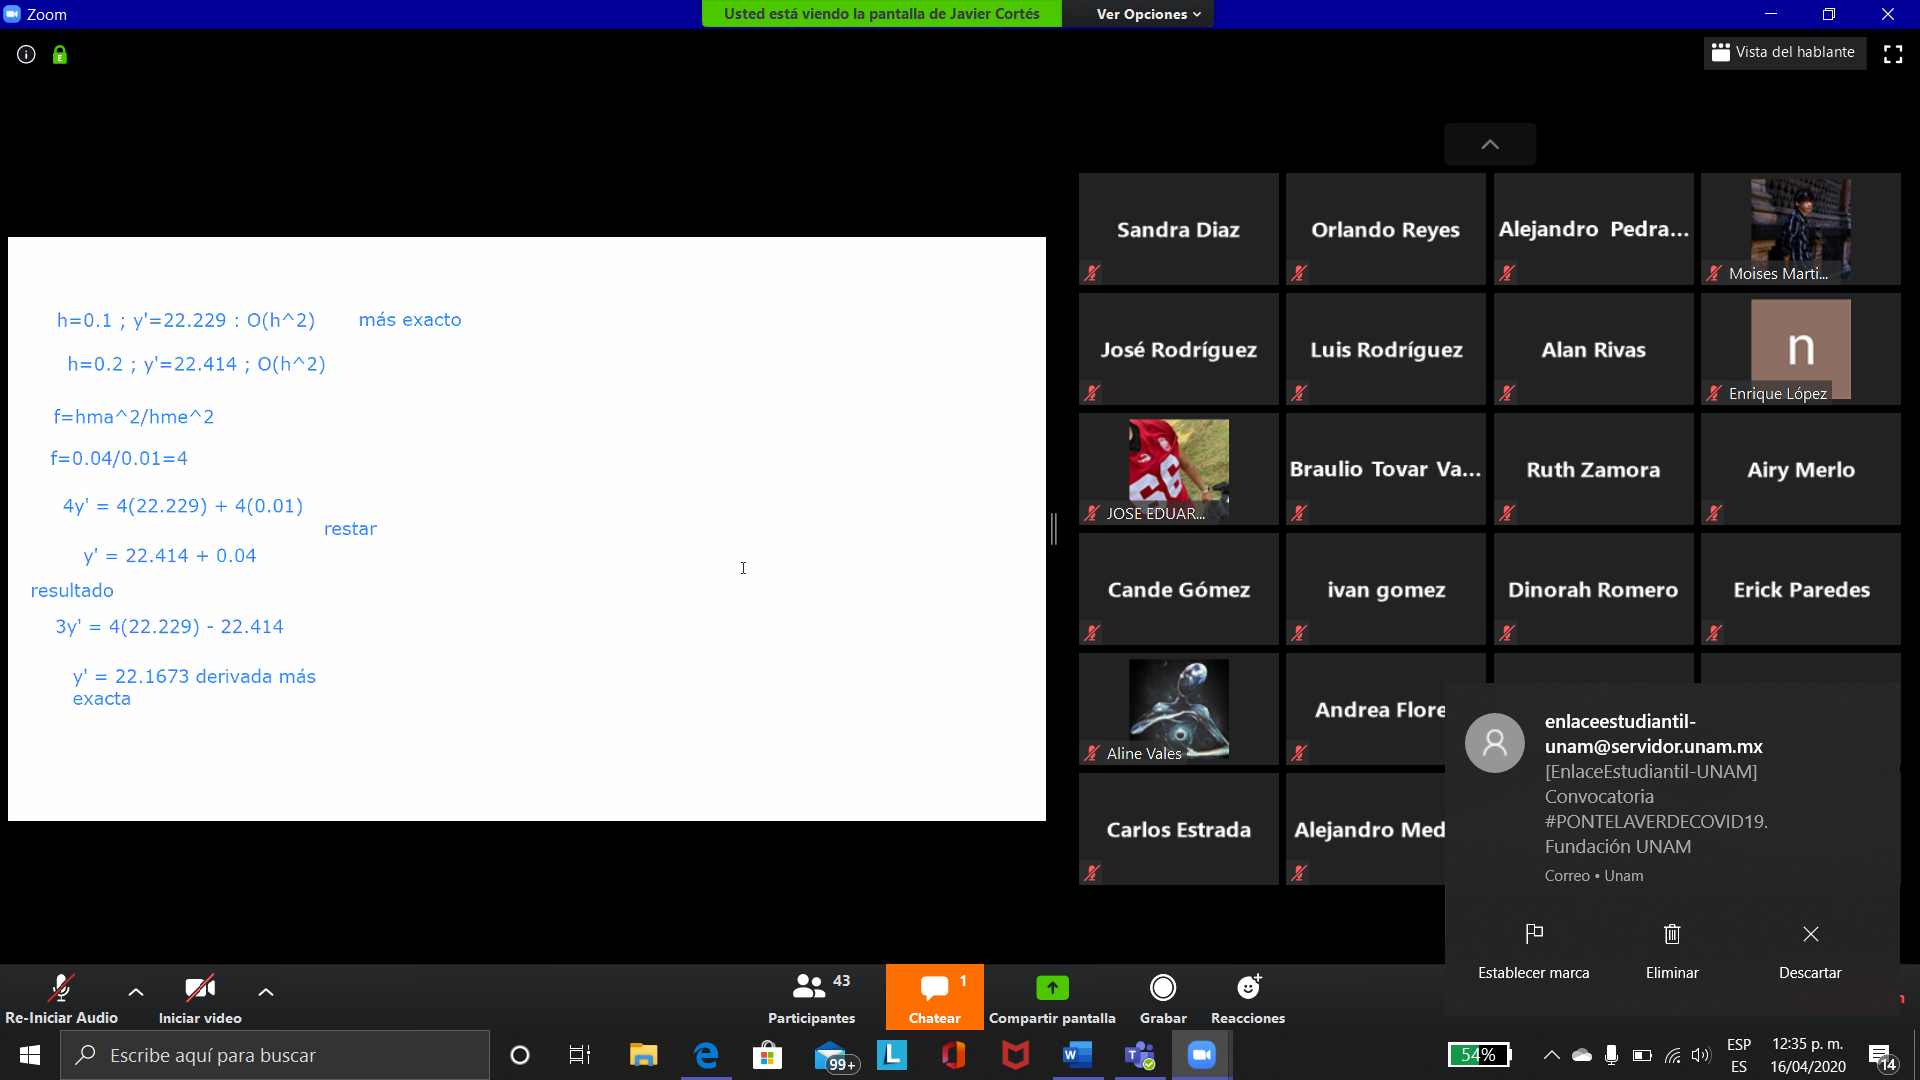 Zoom
Usted está viendo la pantalla de Javier Cortés
Ver Opciones
Vista del hablante
h=0.1 ; y'=22.229 : O(h^2)
más exacto
h=0.2 ; y'=22.414 ; O(h^2)
f=hma^2/hme^2
f=0.04/0.01=4
4y' = 4(22.229) + 4(0.01)
restar
y' = 22.414 + 0.04
resultado
3y' = 4(22.229) - 22.414
y' = 22.1673 derivada más
exacta
Sandra Diaz
Orlando Reyes
Alejandro Pedra...
Moises Marti...
José Rodríguez
Luis Rodríguez
Alan Rivas
n
Enrique López
66
JOSE EDUAR...
Braulio Tovar Va...
Ruth Zamora
Airy Merlo
Cande Gómez
ivan gomez
Dinorah Romero
Erick Paredes
Aline Vales
Andrea Flore
Carlos Estrada
Alejandro Med
enlaceestudiantil-
unam@servidor.unam.mx
[EnlaceEstudiantil-UNAM]
Convocatoria
#PONTELAVERDECOVID19.
Fundación UNAM
Correo • Unam
Establecer marca
Eliminar
Descartar
Re-Iniciar Audio
Iniciar video
43
Participantes
1
Chatear
Compartir pantalla
Grabar
Reacciones
Escribe aquí para buscar
99+
L
54%
ESP
ES
12:35 p. m.
16/04/2020
14